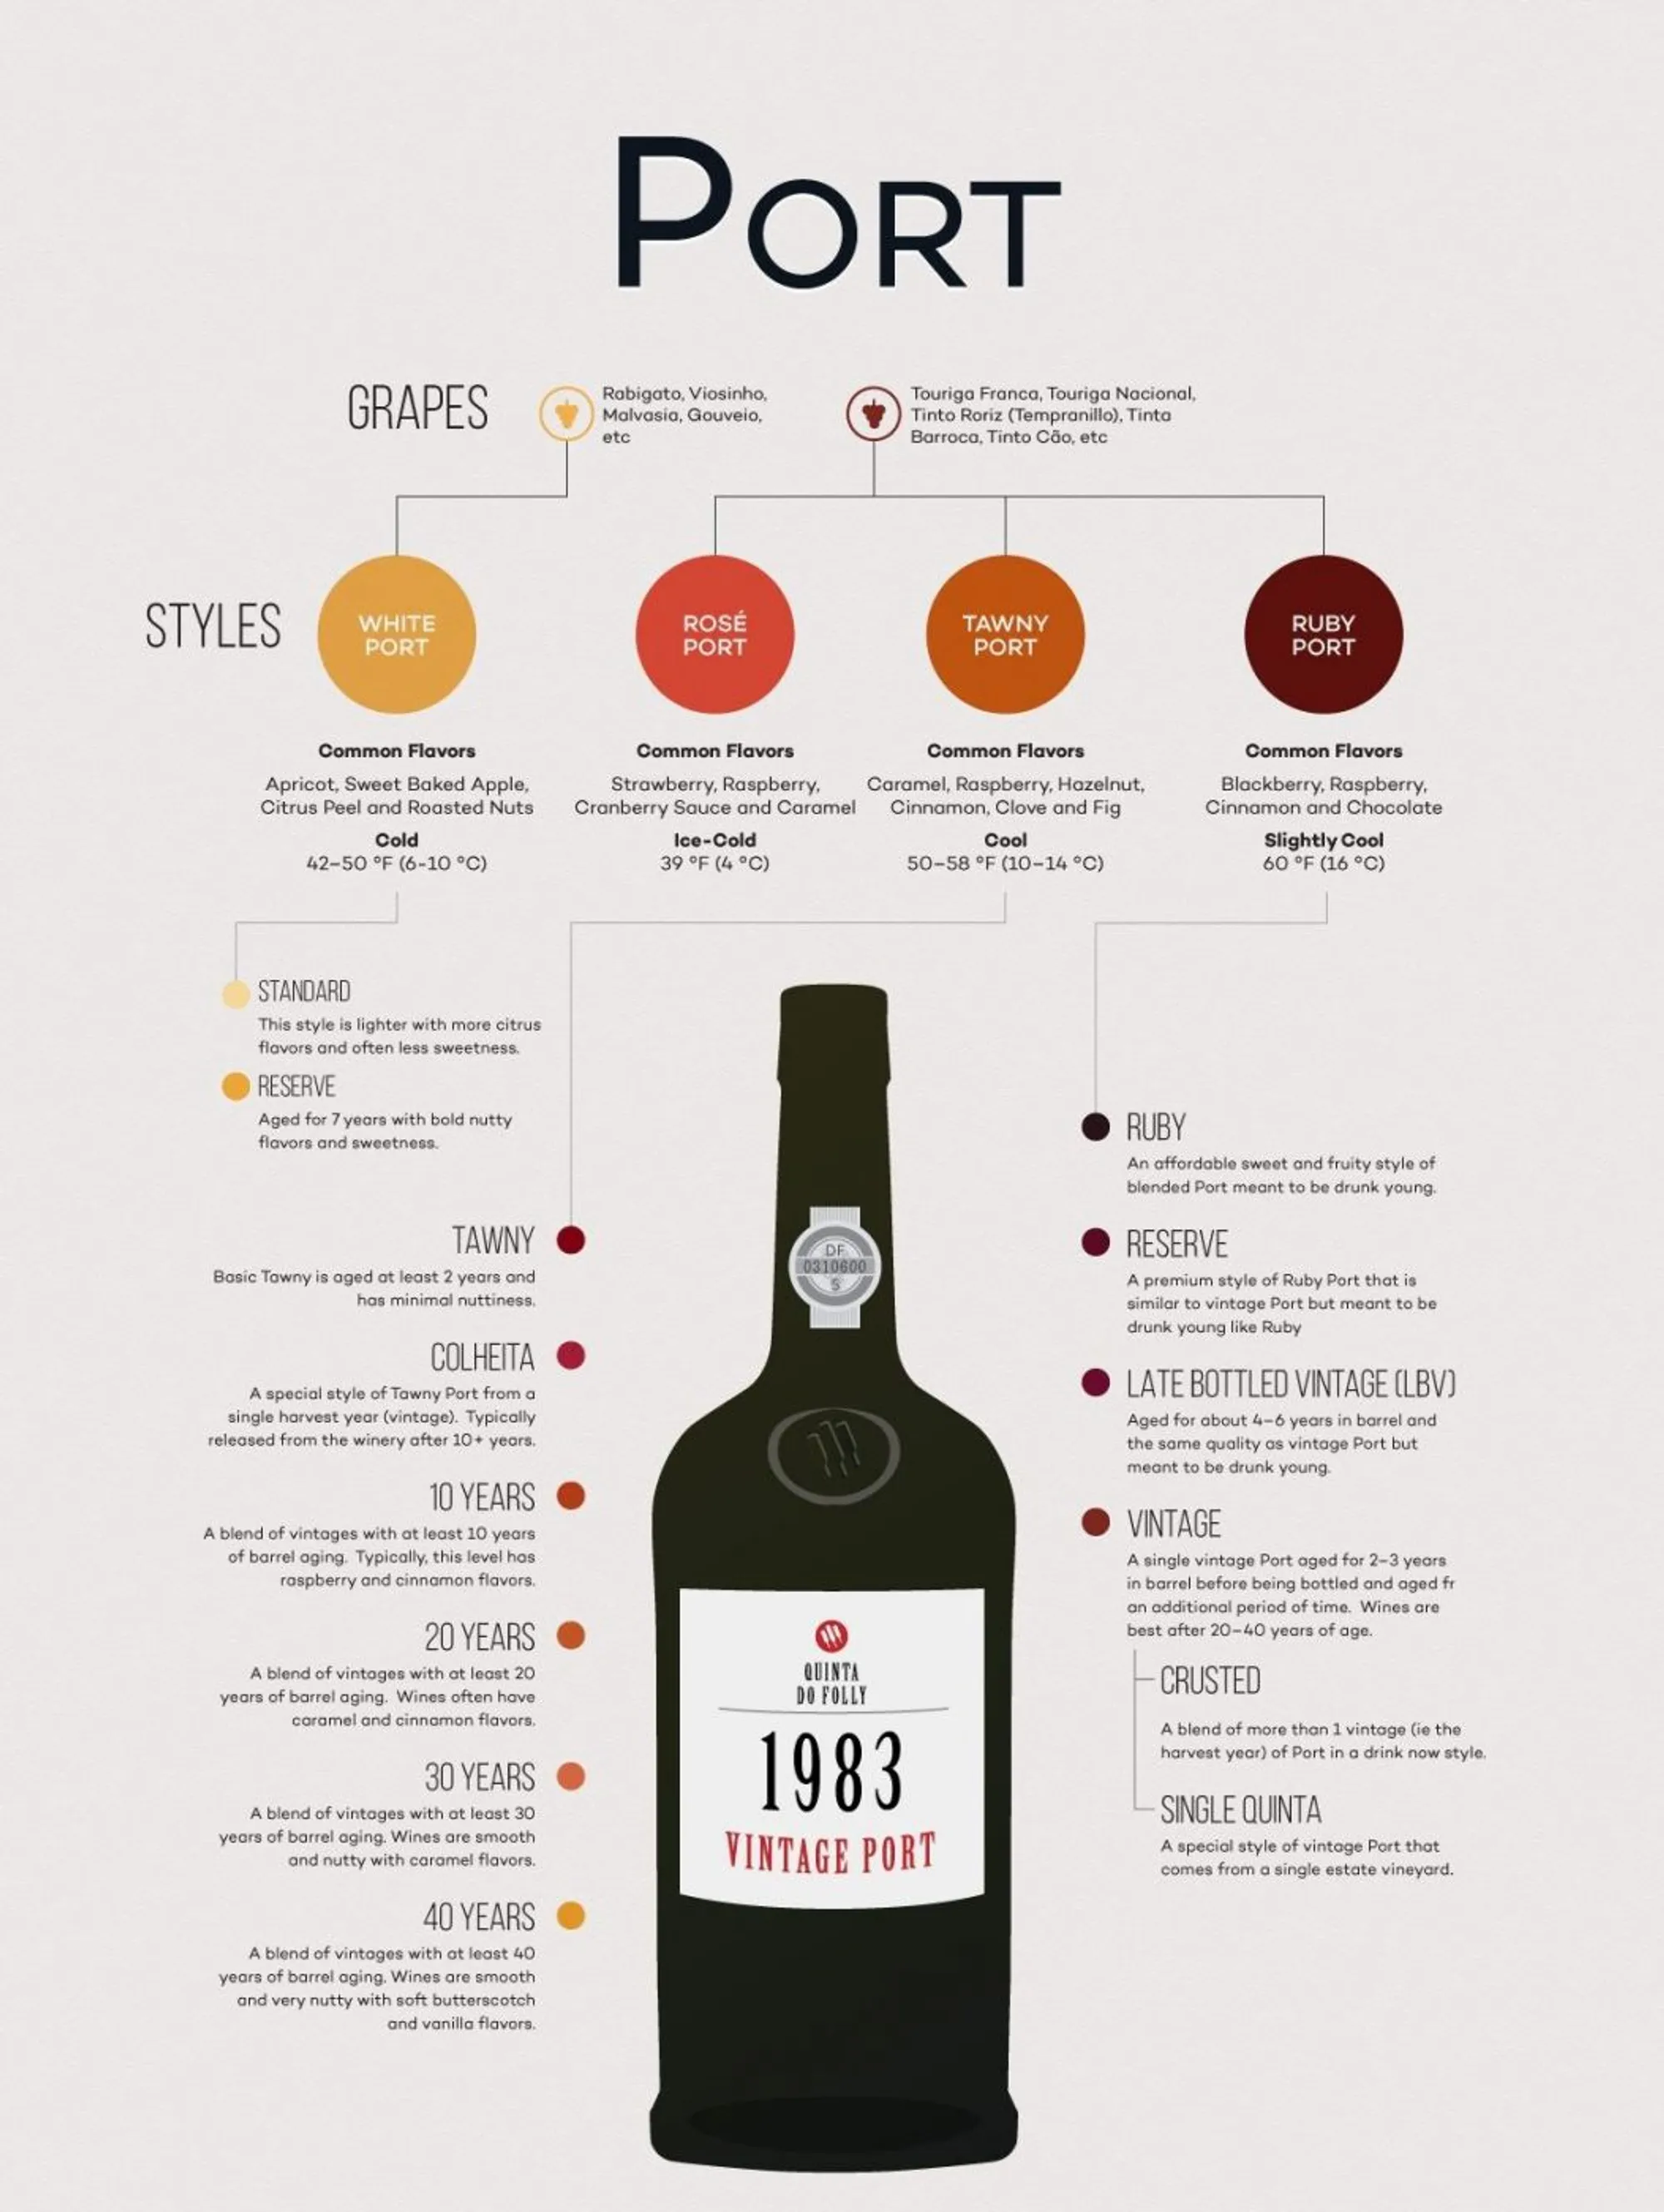 PORT
GRAPES
Rabigato, Viosinho,
Malvasia, Gouveio,
etc
Touriga Franca, Touriga Nacional,
Tinto Roriz (Tempranillo), Tinta
Barroca, Tinto Cão, etc
STYLES
WHITE
PORT
ROSÉ
PORT
TAWNY
PORT
RUBY
PORT
Common Flavors
Apricot, Sweet Baked Apple,
Citrus Peel and Roasted Nuts
Cold
42–50 °F (6-10 °C)
Common Flavors
Strawberry, Raspberry,
Cranberry Sauce and Caramel
Ice-Cold
39 °F (4 °C)
Common Flavors
Caramel, Raspberry, Hazelnut,
Cinnamon, Clove and Fig
Cool
50–58 °F (10–14 °C)
Common Flavors
Blackberry, Raspberry,
Cinnamon and Chocolate
Slightly Cool
60 °F (16 °C)
STANDARD
This style is lighter with more citrus
flavors and often less sweetness.
RESERVE
Aged for 7 years with bold nutty
flavors and sweetness.
TAWNY
Basic Tawny is aged at least 2 years and
has minimal nuttiness.
COLHEITA
A special style of Tawny Port from a
single harvest year (vintage). Typically
released from the winery after 10+ years.
10 YEARS
A blend of vintages with at least 10 years
of barrel aging. Typically, this level has
raspberry and cinnamon flavors.
20 YEARS
A blend of vintages with at least 20
years of barrel aging. Wines often have
caramel and cinnamon flavors.
30 YEARS
A blend of vintages with at least 30
years of barrel aging. Wines are smooth
and nutty with caramel flavors.
40 YEARS
A blend of vintages with at least 40
years of barrel aging. Wines are smooth
and very nutty with soft butterscotch
and vanilla flavors.
DF
0310600
S
QUINTA
DO FOLLY
1983
VINTAGE PORT
RUBY
An affordable sweet and fruity style of
blended Port meant to be drunk young.
RESERVE
A premium style of Ruby Port that is
similar to vintage Port but meant to be
drunk young like Ruby
LATE BOTTLED VINTAGE (LBV)
Aged for about 4–6 years in barrel and
the same quality as vintage Port but
meant to be drunk young.
VINTAGE
A single vintage Port aged for 2–3 years
in barrel before being bottled and aged fr
an additional period of time. Wines are
best after 20–40 years of age.
CRUSTED
A blend of more than 1 vintage (ie the
harvest year) of Port in a drink now style.
SINGLE QUINTA
A special style of vintage Port that
comes from a single estate vineyard.